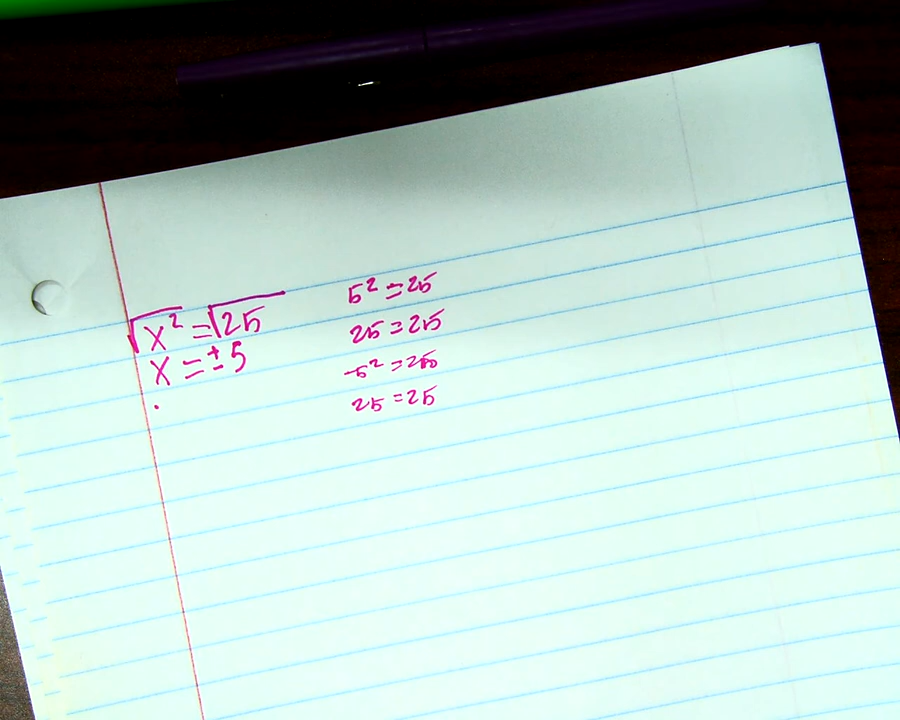 √x² = √25
x = ± 5
.
5² = 25
25 = 25
-5² = 25
25 = 25